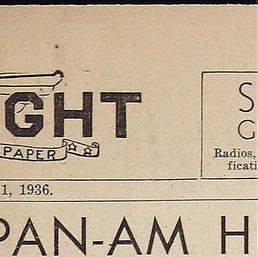 GHT
PAPER
S
G
Radios,
ficati
1, 1936.
PAN-AM H